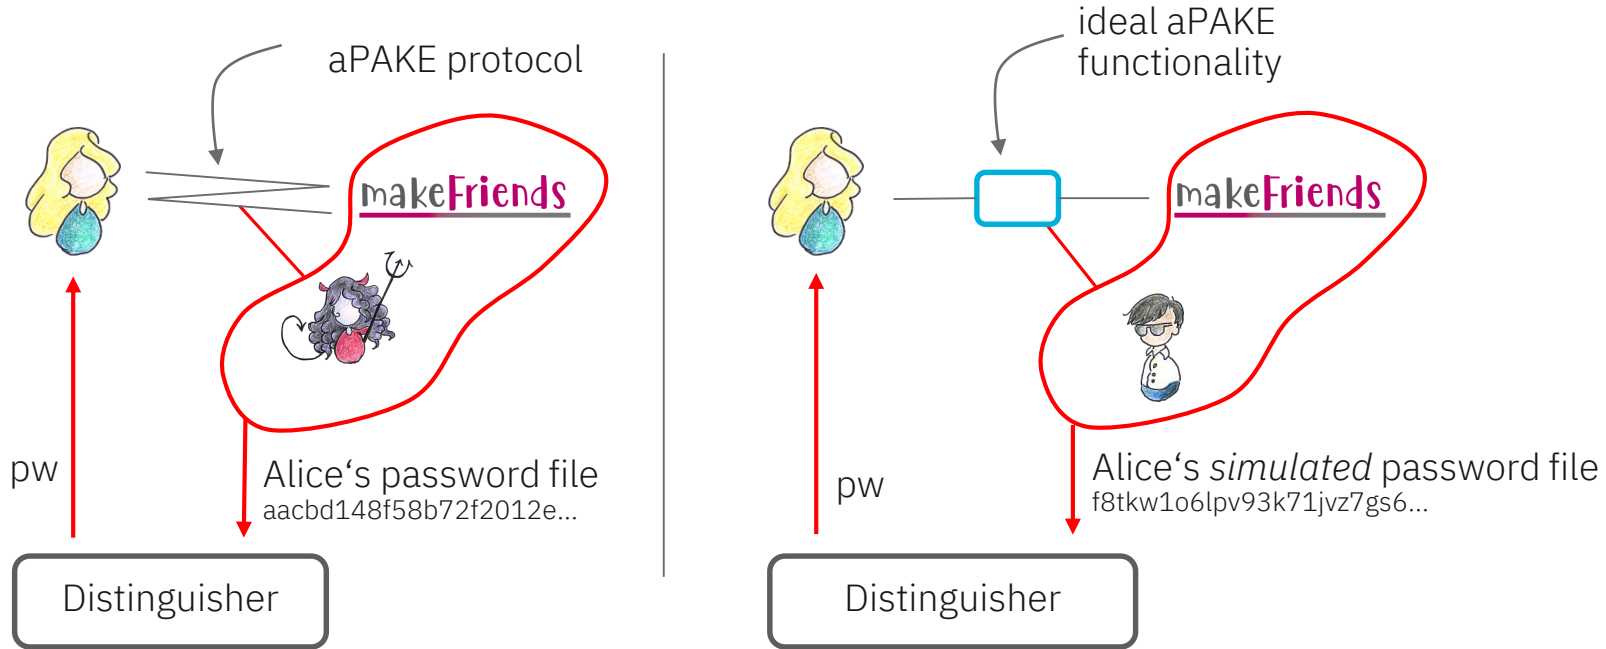 aPAKE protocol
makeFriends
pw
Alice‘s password file
aacbd148f58b72f2012e...
Distinguisher
ideal aPAKE
functionality
makeFriends
pw
Alice‘s simulated password file
f8tkw1o6lpv93k71jvz7gs6...
Distinguisher